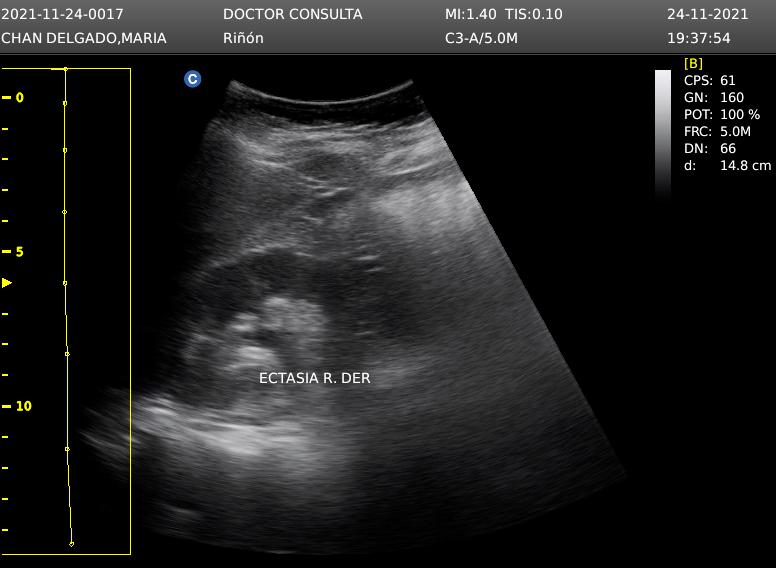 2021-11-24-0017 DOCTOR CONSULTA MI:1.40 TIS:0.10 24-11-2021
CHAN DELGADO,MARIA Riñón C3-A/5.0M 19:37:54
[B]
CPS: 61
GN: 160
POT: 100 %
FRC: 5.0M
DN: 66
d: 14.8 cm
C
0
5
10
ECTASIA R. DER